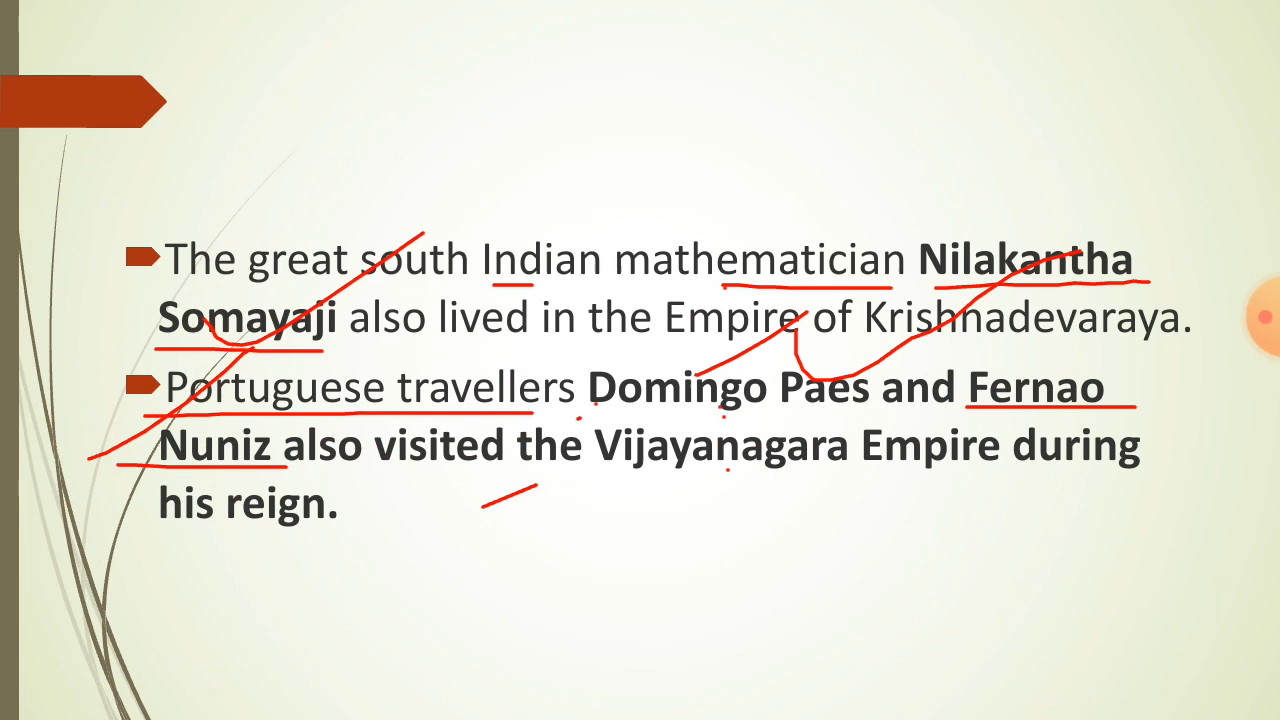 The great south Indian mathematician Nilakantha
Somayaji also lived in the Empire of Krishnadevaraya.
Portuguese travellers Domingo Paes and Fernao
Nuniz also visited the Vijayanagara Empire during
his reign.